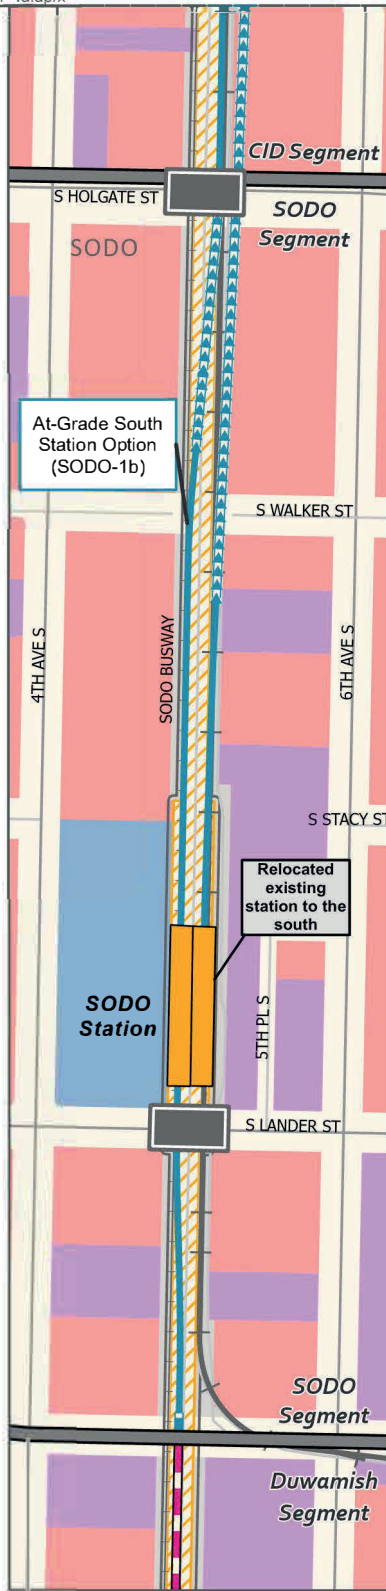 CID Segment
S HOLGATE ST
SODO
Segment
SODO
At-Grade South
Station Option
(SODO-1b)
S WALKER ST
4TH AVE S
SODO BUSWAY
6TH AVE S
S STACY ST
Relocated
existing
station to the
south
SODO
Station
5TH PL S
S LANDER ST
SODO
Segment
Duwamish
Segment